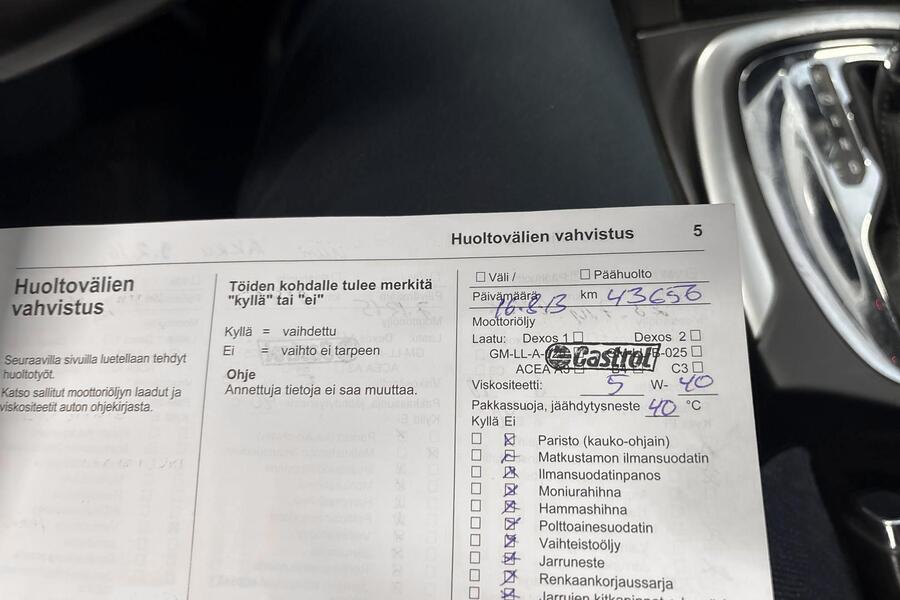 Huoltovälien vahvistus 5
Huoltovälien
vahvistus
Seuraavilla sivuilla luetellaan tehdyt
huoltotyöt.
Katso sallitut moottoriöljyn laadut ja
viskositeetit auton ohjekirjasta.
Töiden kohdalle tulee merkitä
"kyllä" tai "ei"
Kyllä = vaihdettu
Ei = vaihto ei tarpeen
Ohje
Annettuja tietoja ei saa muuttaa.
Väli / Päähuolto
Päivämäärä 16.8.13 km 43656
Moottoriöljy
Laatu: Dexos 1 Dexos 2
GM-LL-A- Castrol B-025
ACEA C3
Viskositeetti: 5 W- 40
Pakkassuoja, jäähdytysneste 40 °C
Kyllä Ei
Paristo (kauko-ohjain)
Matkustamon ilmansuodatin
Ilmansuodatinpanos
Moniurahihna
Hammashihna
Polttoainesuodatin
Vaihteistoöljy
Jarruneste
Renkaankorjaussarja
Jarrujen